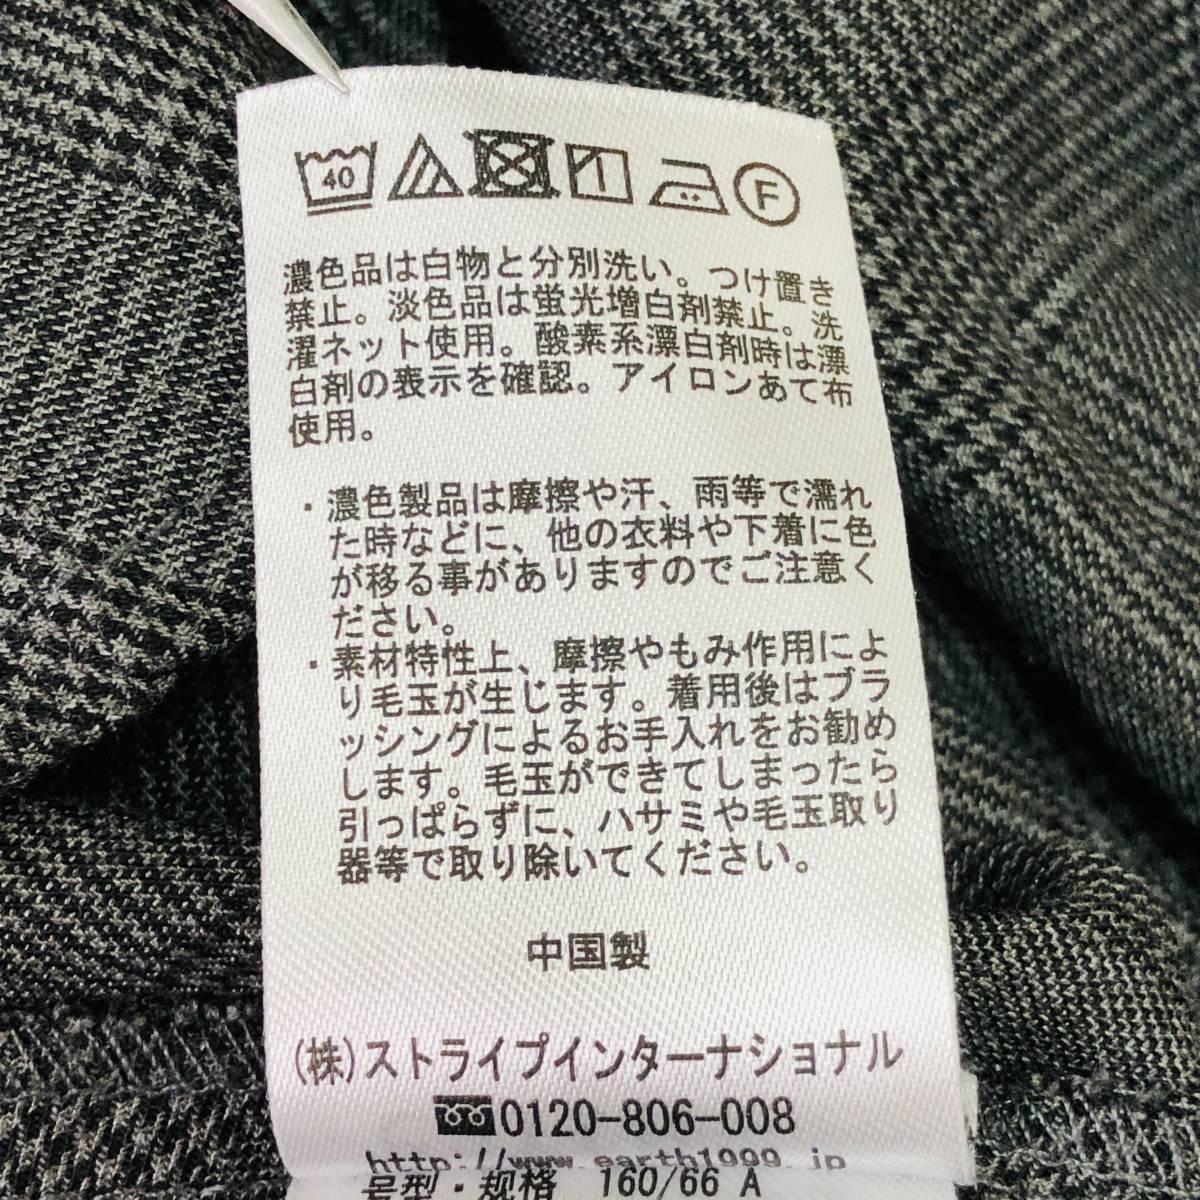 40 F
濃色品は白物と分別洗い。つけ置き
禁止。淡色品は蛍光増白剤禁止。洗
濯ネット使用。酸素系漂白剤時は漂
白剤の表示を確認。アイロンあて布
使用。
・濃色製品は摩擦や汗、雨等で濡れ
た時などに、他の衣料や下着に色
が移る事がありますのでご注意く
ださい。
・素材特性上、摩擦やもみ作用によ
り毛玉が生じます。着用後はブラ
ッシングによるお手入れをお勧め
します。毛玉ができてしまったら
引っぱらずに、ハサミや毛玉取り
器等で取り除いてください。
中国製
(株)ストライプインターナショナル
0120-806-008
http://www.earth1999.jp
号型・规格 160/66 A